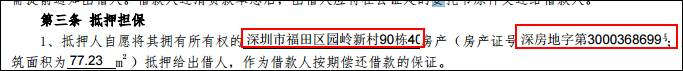 第三条 抵押担保
1、抵押人自愿将其拥有所有权的深圳市福田区园岭新村90栋40房产（房产证号深房地字第3000368699
筑面积为77.23 m²）抵押给出借人，作为借款人按期偿还借款的保证。